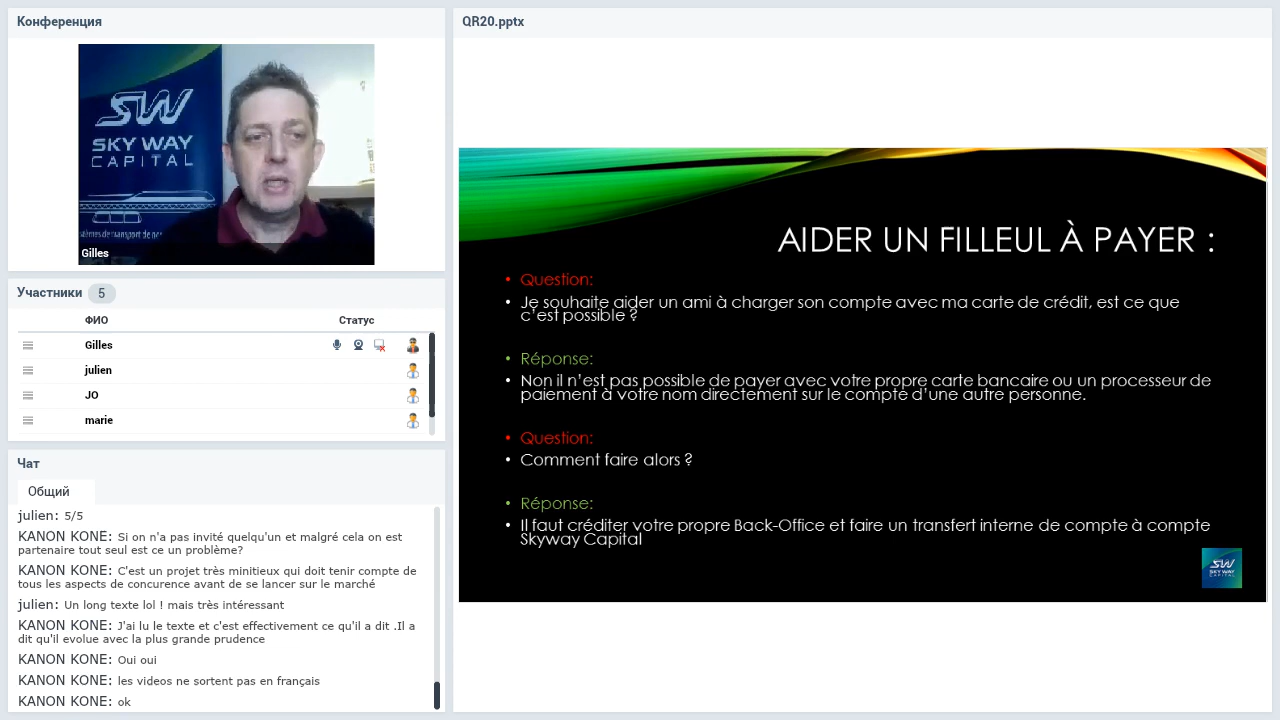 Конференция
SW
SKY WAY
CAPITAL
Gilles
Участники 5
ФИО Статус
Gilles
julien
JO
marie
Чат
Общий
julien: 5/5
KANON KONE: Si on n'a pas invité quelqu'un et malgré cela on est
partenaire tout seul est ce un problème?
KANON KONE: C'est un projet très minitieux qui doit tenir compte de
tous les aspects de concurence avant de se lancer sur le marché
julien: Un long texte lol ! mais très intéressant
KANON KONE: J'ai lu le texte et c'est effectivement ce qu'il a dit .Il a
dit qu'il evolue avec la plus grande prudence
KANON KONE: Oui oui
KANON KONE: les videos ne sortent pas en français
KANON KONE: ok
QR20.pptx
AIDER UN FILLEUL À PAYER :
• Question:
• Je souhaite aider un ami à charger son compte avec ma carte de crédit, est ce que
c'est possible ?
• Réponse:
• Non il n'est pas possible de payer avec votre propre carte bancaire ou un processeur de
paiement à votre nom directement sur le compte d'une autre personne.
• Question:
• Comment faire alors ?
• Réponse:
• Il faut créditer votre propre Back-Office et faire un transfert interne de compte à compte
Skyway Capital
SW
SKY WAY
CAPITAL